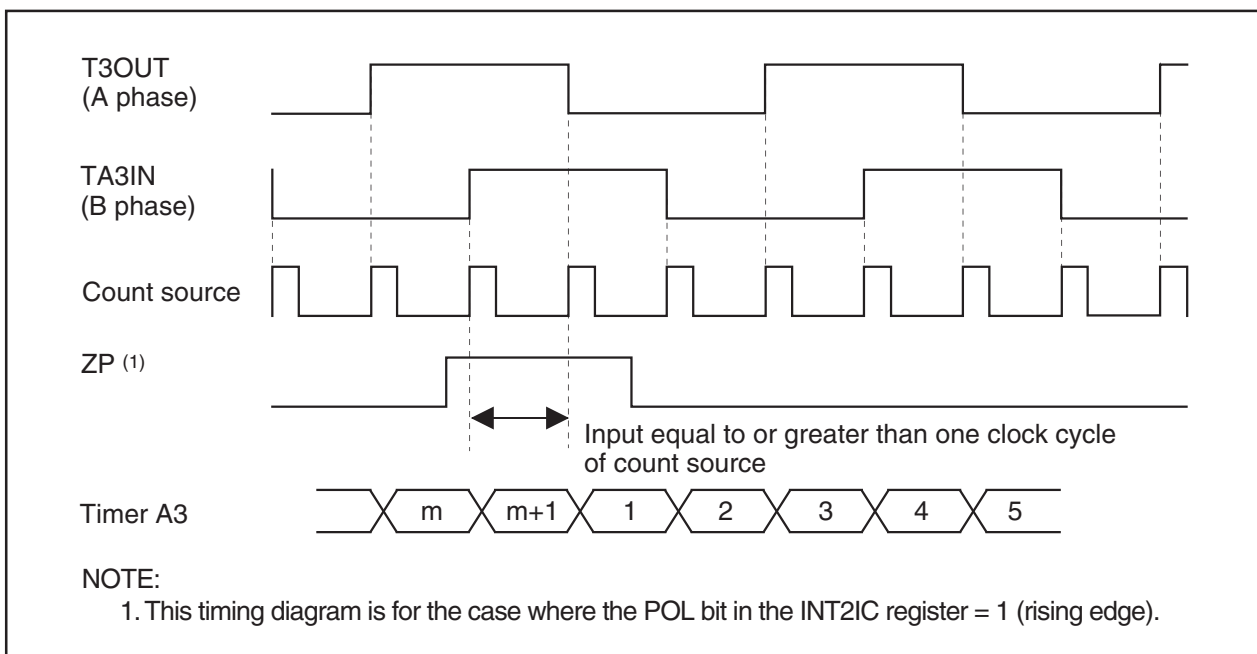 T3OUT
(A phase)
TA3IN
(B phase)
Count source
ZP (1)
Input equal to or greater than one clock cycle
of count source
Timer A3 m m+1 1 2 3 4 5
NOTE:
1. This timing diagram is for the case where the POL bit in the INT2IC register = 1 (rising edge).